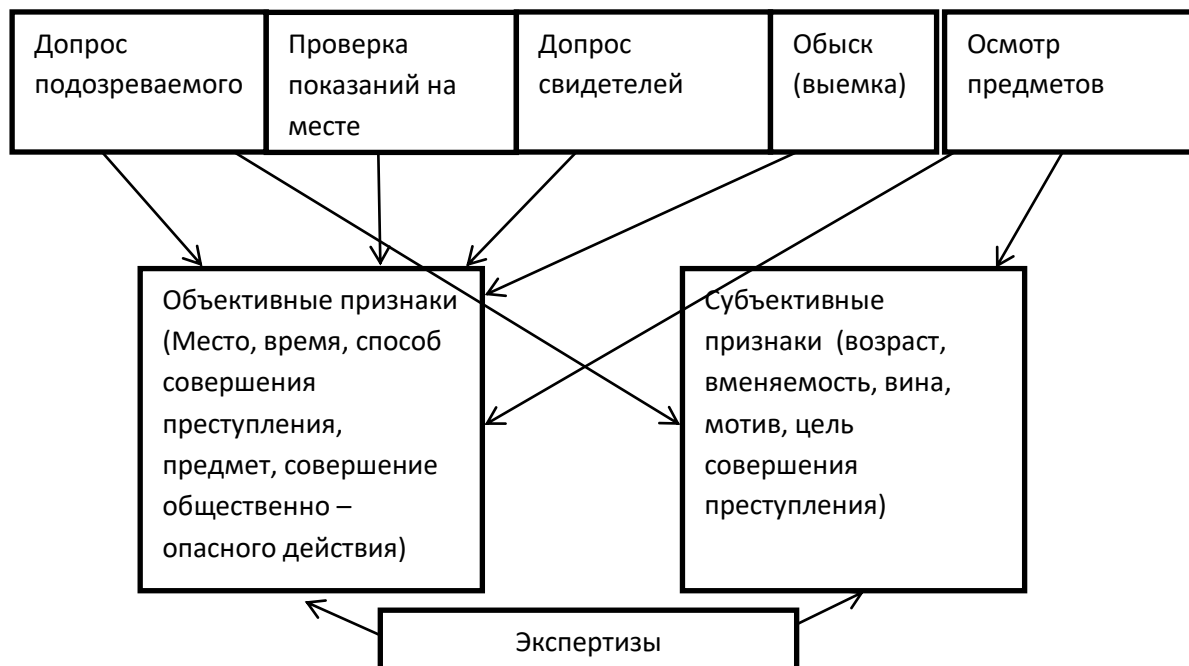 Допрос
подозреваемого
Проверка
показаний на
месте
Допрос
свидетелей
Обыск
(выемка)
Осмотр
предметов
Объективные признаки
(Место, время, способ
совершения
преступления,
предмет, совершение
общественно –
опасного действия)
Субъективные
признаки (возраст,
вменяемость, вина,
мотив, цель
совершения
преступления)
Экспертизы